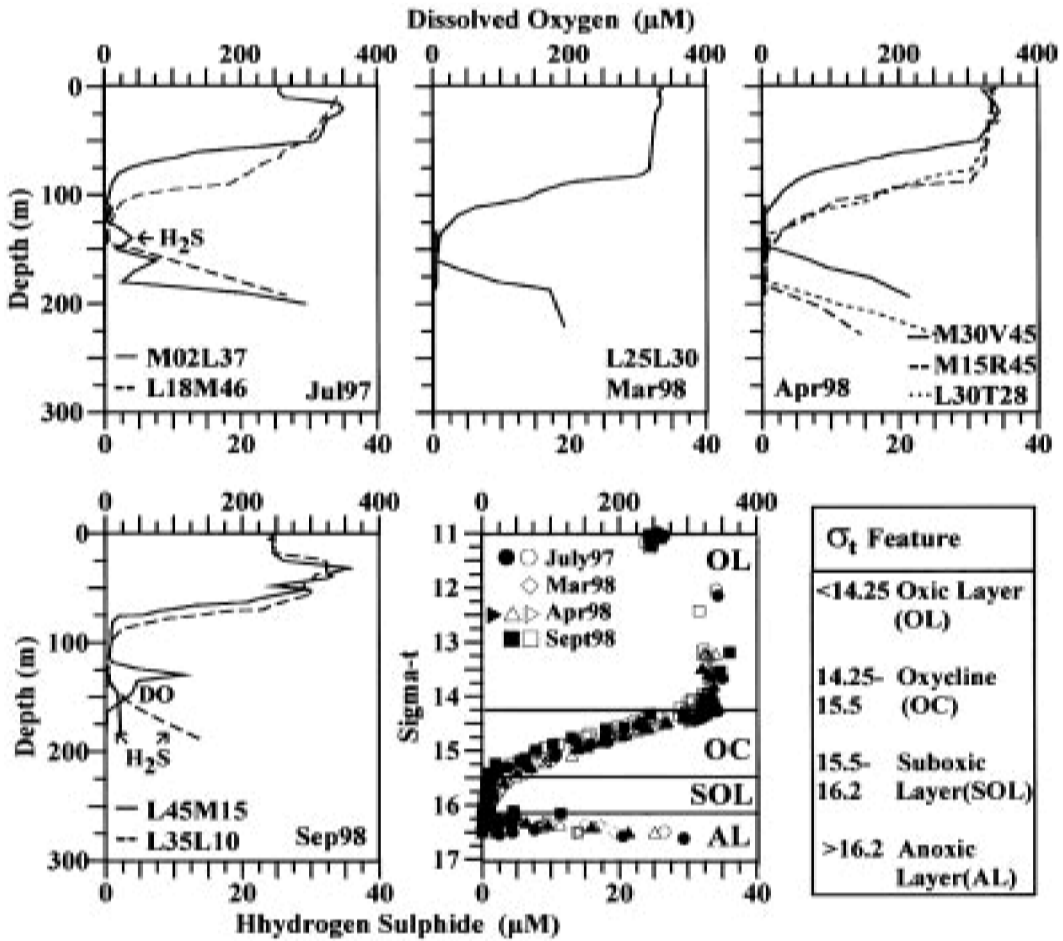 Dissolved Oxygen (µM)
0 200 400 0 200 400 0 200 400
0
100
200
300
Depth (m)
←H2S
M02L37
L18M46
Jul97
0 20 40
L25L30
Mar98
0 20 40
M30V45
M15R45
L30T28
Apr98
0 20 40
0 200 400 0 200 400
0
100
200
300
Depth (m)
DO
H2S
L45M15
L35L10
Sep98
0 20 40
11
12
13
14
15
16
17
Sigma-t
July97
Mar98
Apr98
Sept98
OL
OC
SOL
AL
0 20 40
Hhydrogen Sulphide (µM)
σt Feature
<14.25 Oxic Layer
(OL)
14.25- Oxycline
15.5 (OC)
15.5- Suboxic
16.2 Layer(SOL)
>16.2 Anoxic
Layer(AL)